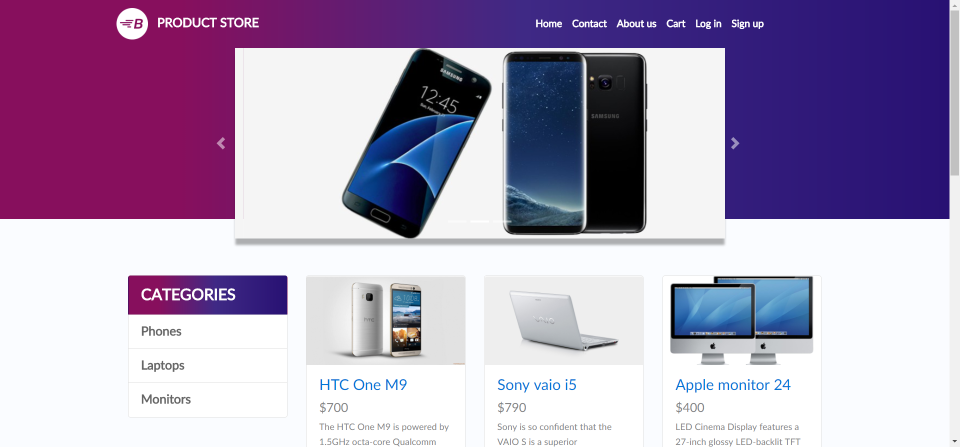 B PRODUCT STORE
Home Contact About us Cart Log in Sign up
SAMSUNG
12:45
SAMSUNG
CATEGORIES
Phones
Laptops
Monitors
VAIO
HTC One M9
$700
The HTC One M9 is powered by
1.5GHz octa-core Qualcomm
Sony vaio i5
$790
Sony is so confident that the
VAIO S is a superior
Apple monitor 24
$400
LED Cinema Display features a
27-inch glossy LED-backlit TFT